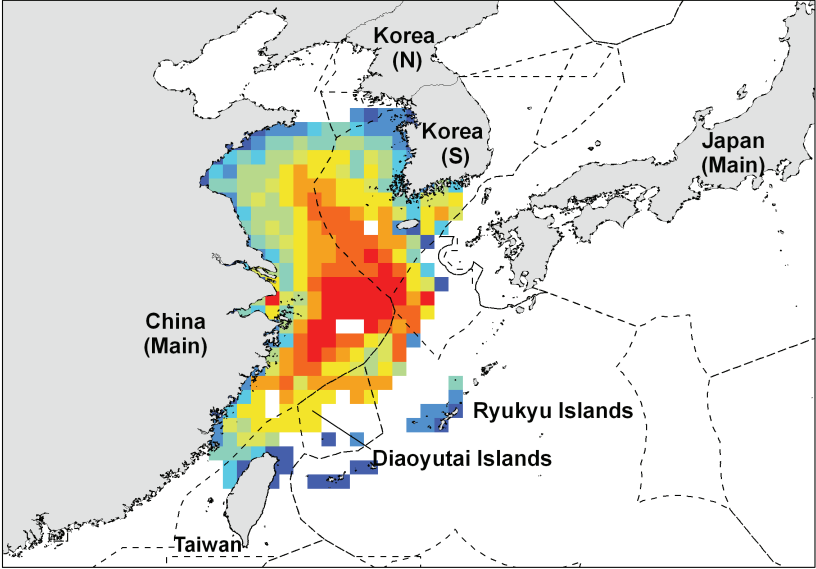 Korea
(N)
Korea
(S)
Japan
(Main)
China
(Main)
Ryukyu Islands
Diaoyutai Islands
Taiwan